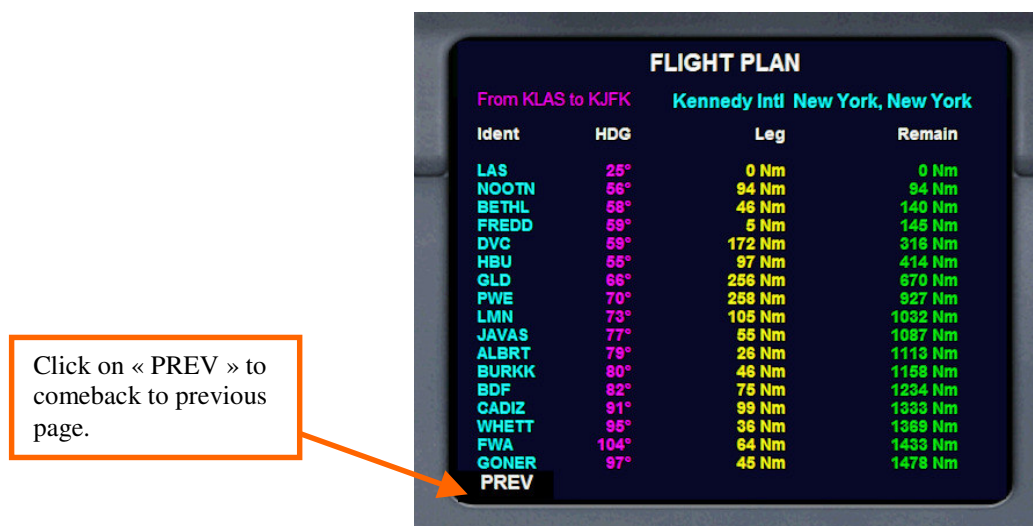 FLIGHT PLAN
From KLAS to KJFK Kennedy Intl New York, New York
Ident HDG Leg Remain
LAS 25° 0 Nm 0 Nm
NOOTN 56° 94 Nm 94 Nm
BETHL 58° 46 Nm 140 Nm
FREDD 59° 5 Nm 145 Nm
DVC 59° 172 Nm 316 Nm
HBU 55° 97 Nm 414 Nm
GLD 66° 256 Nm 670 Nm
PWE 70° 258 Nm 927 Nm
LMN 73° 105 Nm 1032 Nm
JAVAS 77° 55 Nm 1087 Nm
ALBRT 79° 26 Nm 1113 Nm
BURKK 80° 46 Nm 1158 Nm
BDF 82° 75 Nm 1234 Nm
CADIZ 91° 99 Nm 1333 Nm
WHETT 95° 36 Nm 1369 Nm
FWA 104° 64 Nm 1433 Nm
GONER 97° 45 Nm 1478 Nm
PREV
Click on « PREV » to
comeback to previous
page.